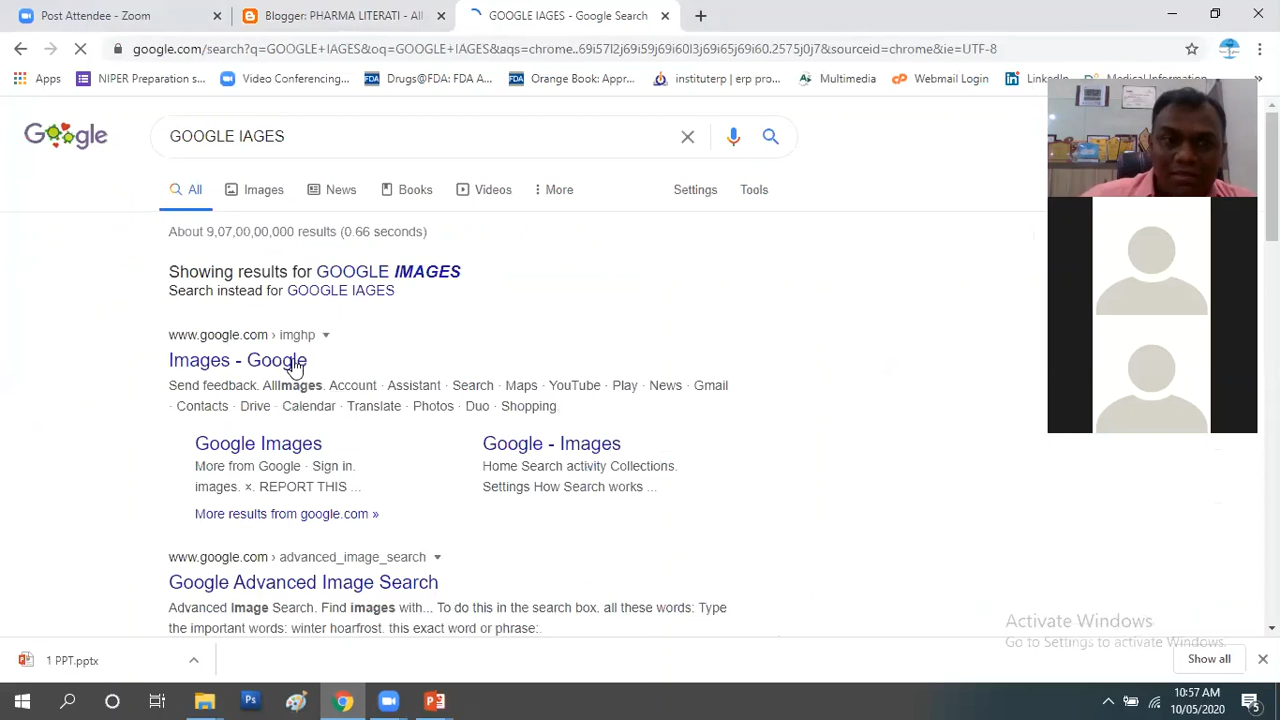 Post Attendee - Zoom
Blogger: PHARMA LITERATI - All
GOOGLE IAGES - Google Search
google.com/search?q=GOOGLE+IAGES&oq=GOOGLE+IAGES&aqs=chrome..69i57l2j69i59j69i60l3j69i65j69i60.2575j0j7&sourceid=chrome&ie=UTF-8
Apps
NIPER Preparation s...
Video Conferencing...
Drugs@FDA: FDA A...
Orange Book: Appr...
instituterp | erp pro...
Multimedia
Webmail Login
LinkedIn
Medical Information
»
Google
GOOGLE IAGES
All
Images
News
Books
Videos
More
Settings
Tools
About 9,07,00,00,000 results (0.66 seconds)
Showing results for GOOGLE IMAGES
Search instead for GOOGLE IAGES
www.google.com › imghp
Images - Google
Send feedback. AllImages. Account · Assistant · Search · Maps · YouTube · Play · News · Gmail
· Contacts · Drive · Calendar · Translate · Photos · Duo · Shopping
Google Images
More from Google · Sign in.
images. ×. REPORT THIS ...
Google - Images
Home Search activity Collections.
Settings How Search works ...
More results from google.com »
www.google.com › advanced_image_search
Google Advanced Image Search
Advanced Image Search. Find images with... To do this in the search box. all these words: Type
the important words: winter hoarfrost. this exact word or phrase:
Activate Windows
Go to Settings to activate Windows.
1 PPT.pptx
Show all
Ps
10:57 AM
10/05/2020
5